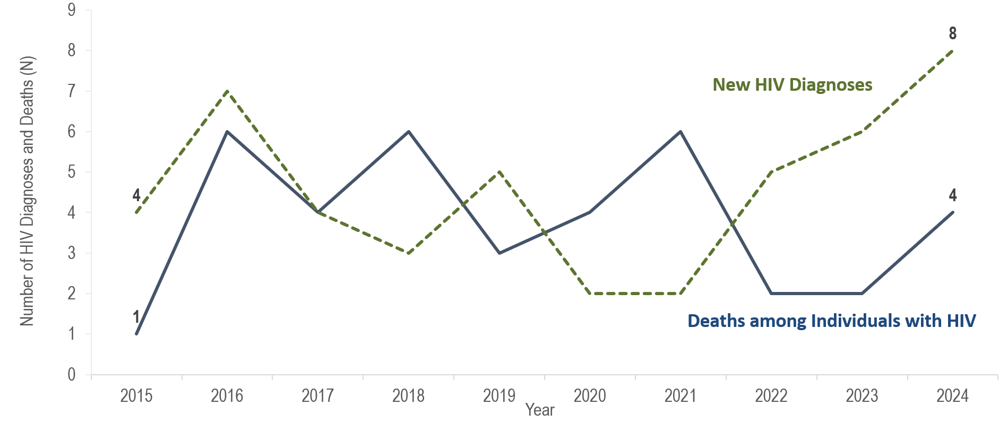 Number of HIV Diagnoses and Deaths (N)
9
8
7
6
5
4
3
2
1
0
4
1
8
4
New HIV Diagnoses
Deaths among Individuals with HIV
2015 2016 2017 2018 2019 2020 2021 2022 2023 2024
Year